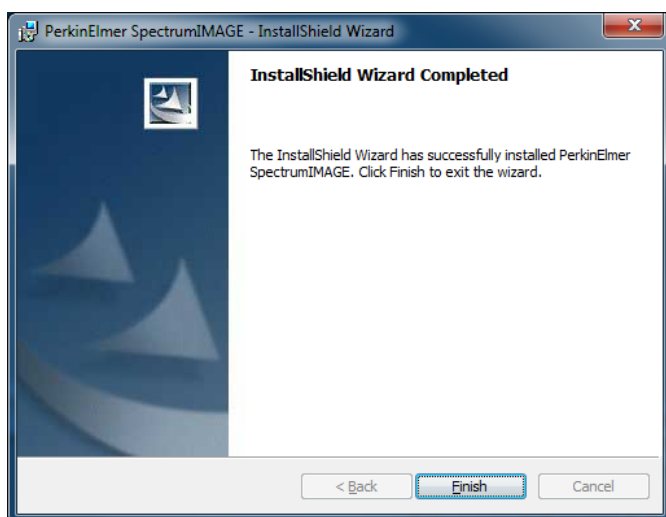 PerkinElmer SpectrumIMAGE - InstallShield Wizard
InstallShield Wizard Completed
The InstallShield Wizard has successfully installed PerkinElmer
SpectrumIMAGE. Click Finish to exit the wizard.
< Back
Finish
Cancel